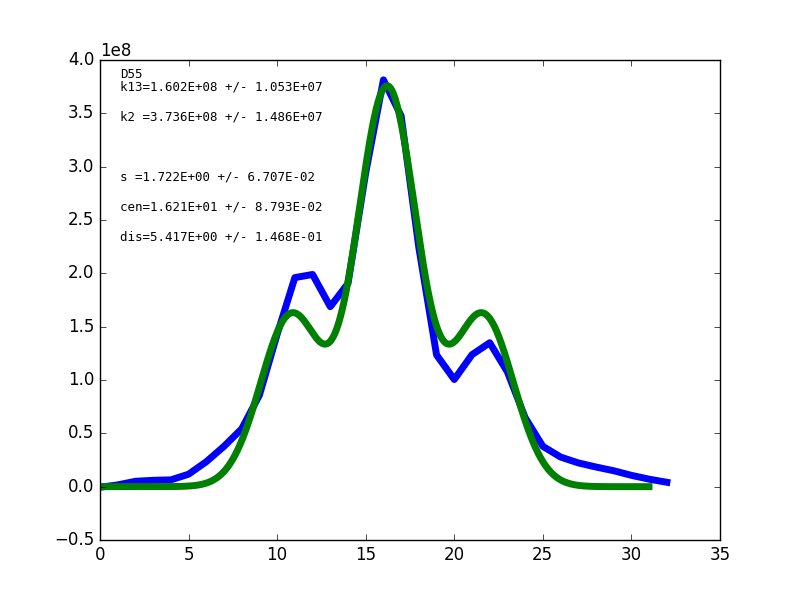 1e8
4.0
3.5
3.0
2.5
2.0
1.5
1.0
0.5
0.0
−0.5
D55
k13=1.602E+08 +/- 1.053E+07
k2 =3.736E+08 +/- 1.486E+07
s =1.722E+00 +/- 6.707E-02
cen=1.621E+01 +/- 8.793E-02
dis=5.417E+00 +/- 1.468E-01
0 5 10 15 20 25 30 35